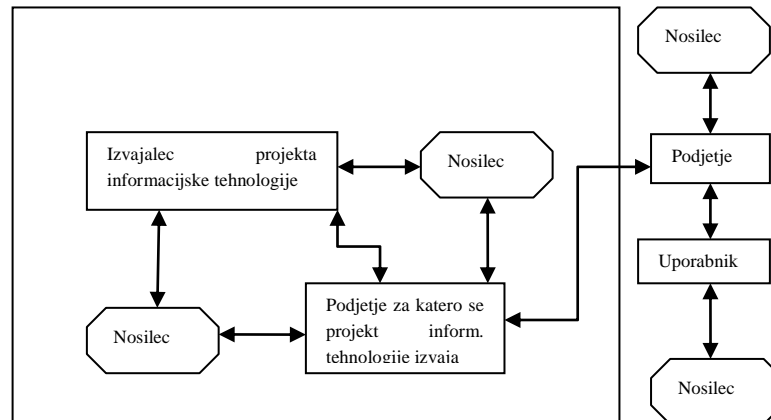 Nosilec
Izvajalec projekta
informacijske tehnologije
Nosilec
Podjetje
Uporabnik
Podjetje za katero se
projekt inform.
tehnologije izvaja
Nosilec
Nosilec